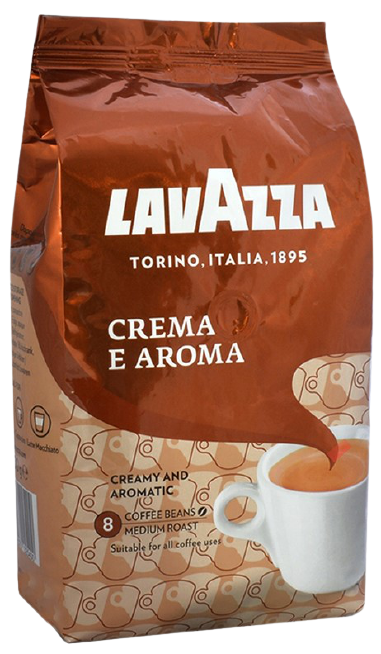 LAVAZZA
TORINO, ITALIA, 1895
CREMA
E AROMA
CREAMY AND
AROMATIC
8
COFFEE BEANS
MEDIUM ROAST
Suitable for all coffee uses